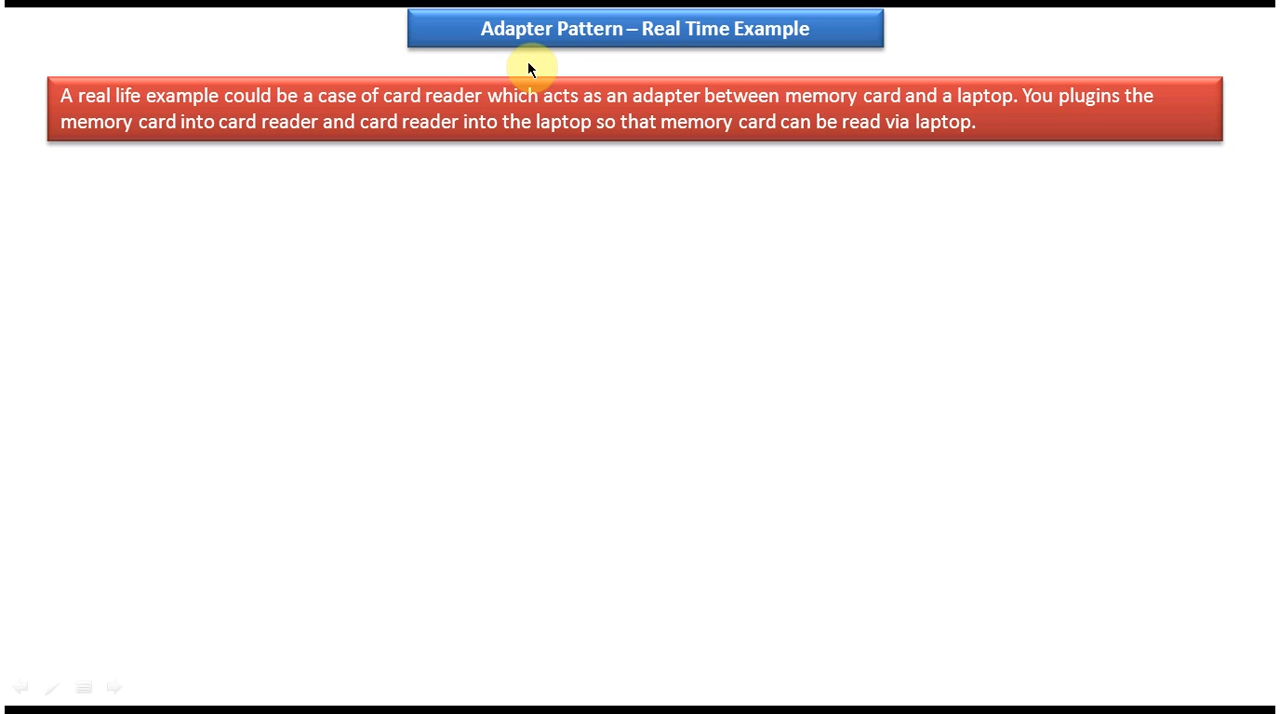 Adapter Pattern – Real Time Example
A real life example could be a case of card reader which acts as an adapter between memory card and a laptop. You plugins the
memory card into card reader and card reader into the laptop so that memory card can be read via laptop.